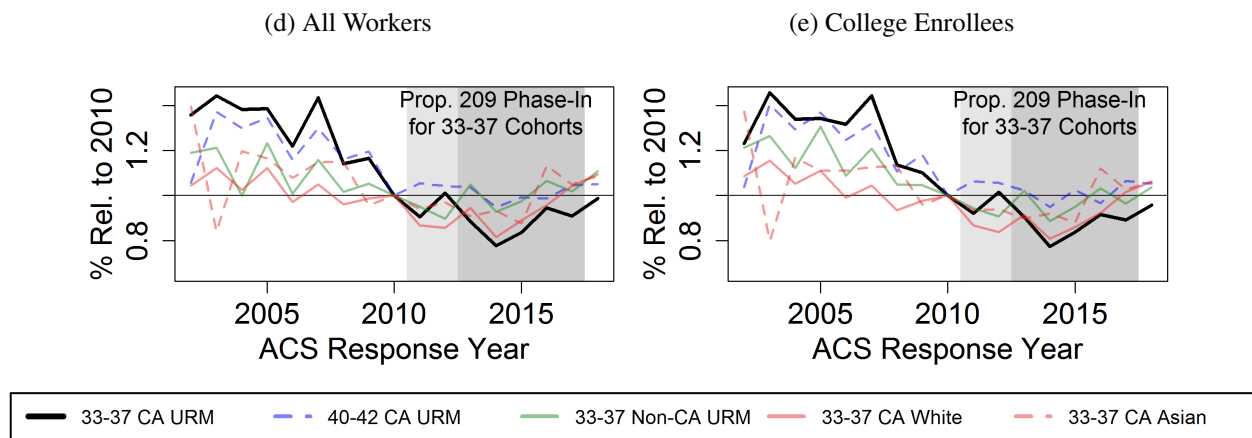 (d) All Workers
(e) College Enrollees
Prop. 209 Phase-In
for 33-37 Cohorts
% Rel. to 2010
0.8
1.2
2005
2010
2015
ACS Response Year
Prop. 209 Phase-In
for 33-37 Cohorts
% Rel. to 2010
0.8
1.2
2005
2010
2015
ACS Response Year
33-37 CA URM
40-42 CA URM
33-37 Non-CA URM
33-37 CA White
33-37 CA Asian